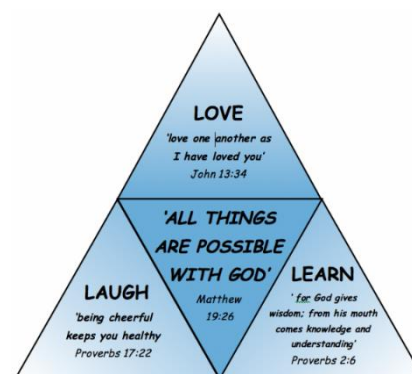 LOVE
'love one another as
I have loved you'
John 13:34
'ALL THINGS
ARE POSSIBLE
WITH GOD'
Matthew
19:26
LAUGH
'being cheerful
keeps you healthy
Proverbs 17:22
LEARN
' for God gives
wisdom; from his mouth
comes knowledge and
understanding'
Proverbs 2:6